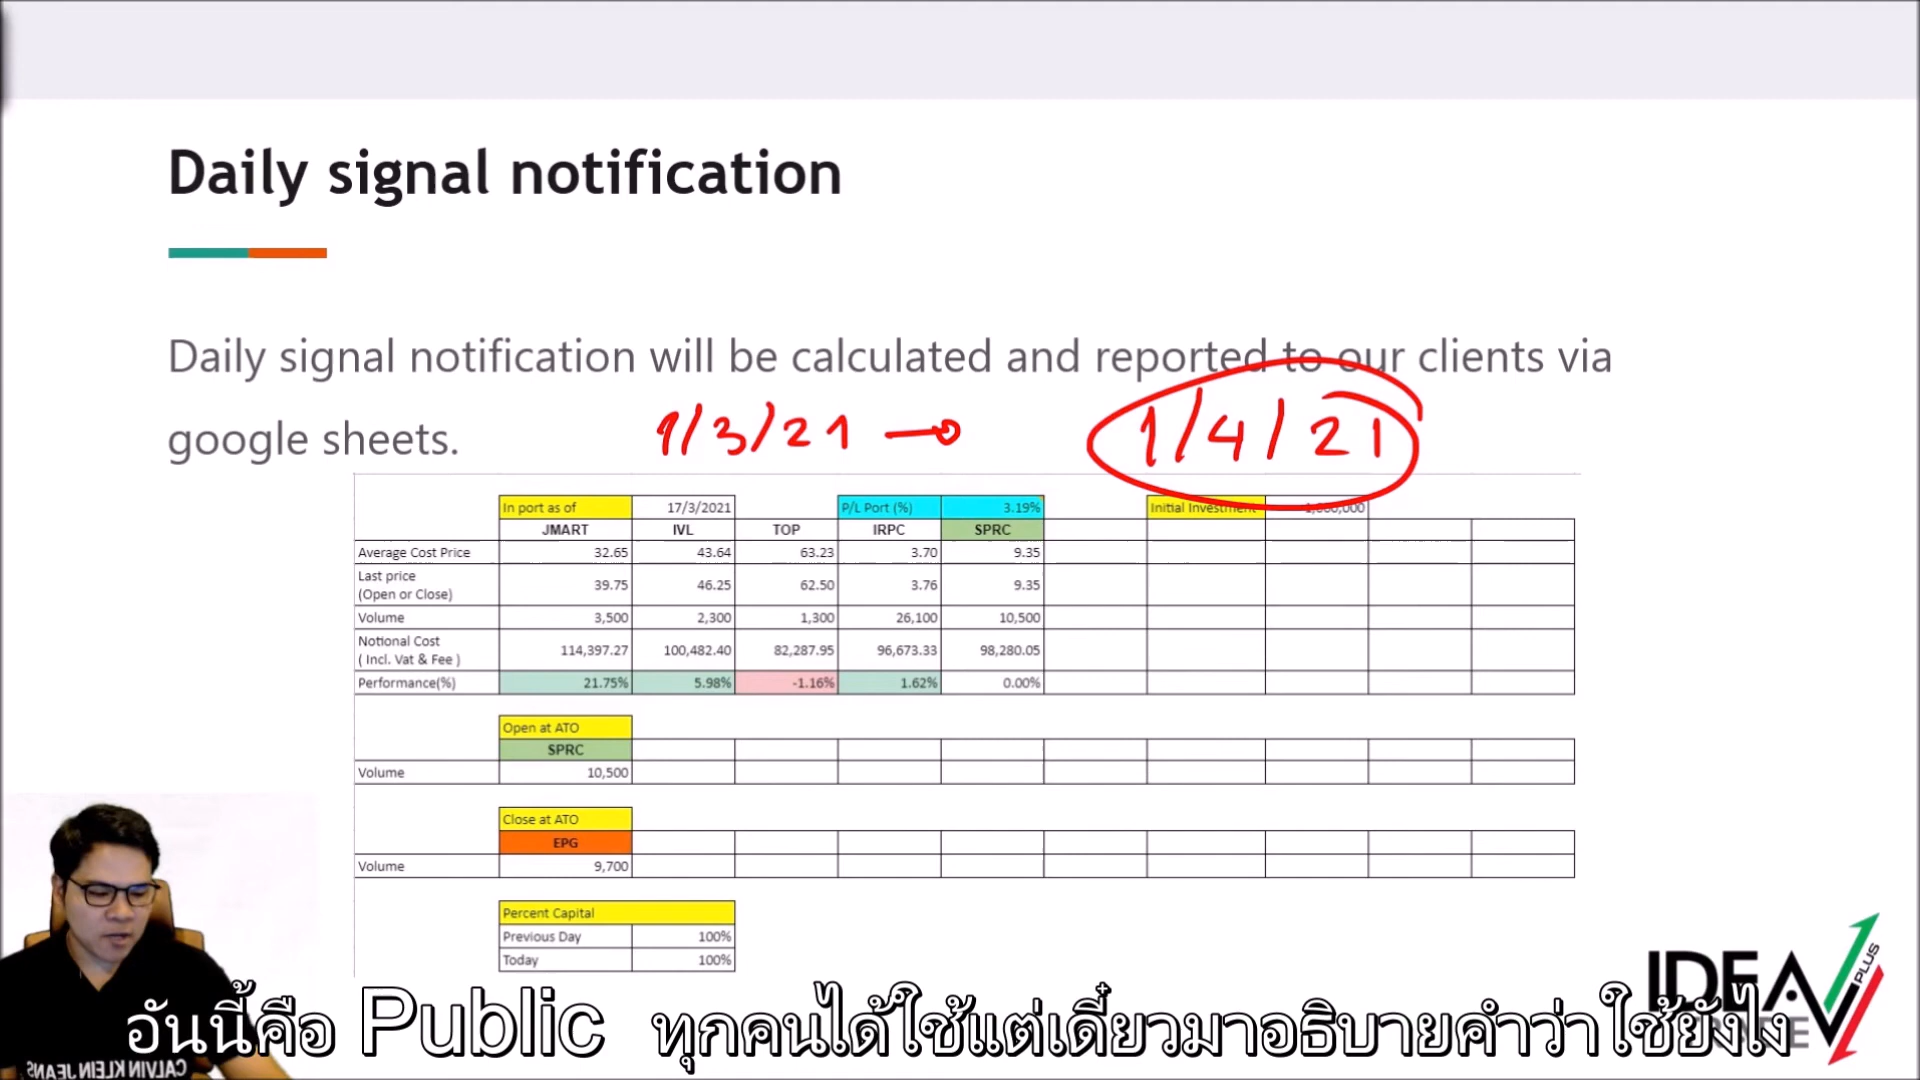 Daily signal notification
Daily signal notification will be calculated and reported to our clients via
google sheets.
1/3/21 → 1/4/21
In port as of 17/3/2021 P/L Port (%) 3.19% Initial Investment 1,000,000
JMART IVL TOP IRPC SPRC
Average Cost Price 32.65 43.64 63.23 3.70 9.35
Last price
(Open or Close) 39.75 46.25 62.50 3.76 9.35
Volume 3,500 2,300 1,300 26,100 10,500
Notional Cost
( Incl. Vat & Fee ) 114,397.27 100,482.40 82,287.95 96,673.33 98,280.05
Performance(%) 21.75% 5.98% -1.16% 1.62% 0.00%
Open at ATO
SPRC
Volume 10,500
Close at ATO
EPG
Volume 9,700
Percent Capital
Previous Day 100%
Today 100%
IDEA
PLUS
อันนี้คือ Public ทุกคนได้ใช้แต่เดี๋ยวมาอธิบายคำว่าใช้ยังไง
CALVIN KLEIN JEANS